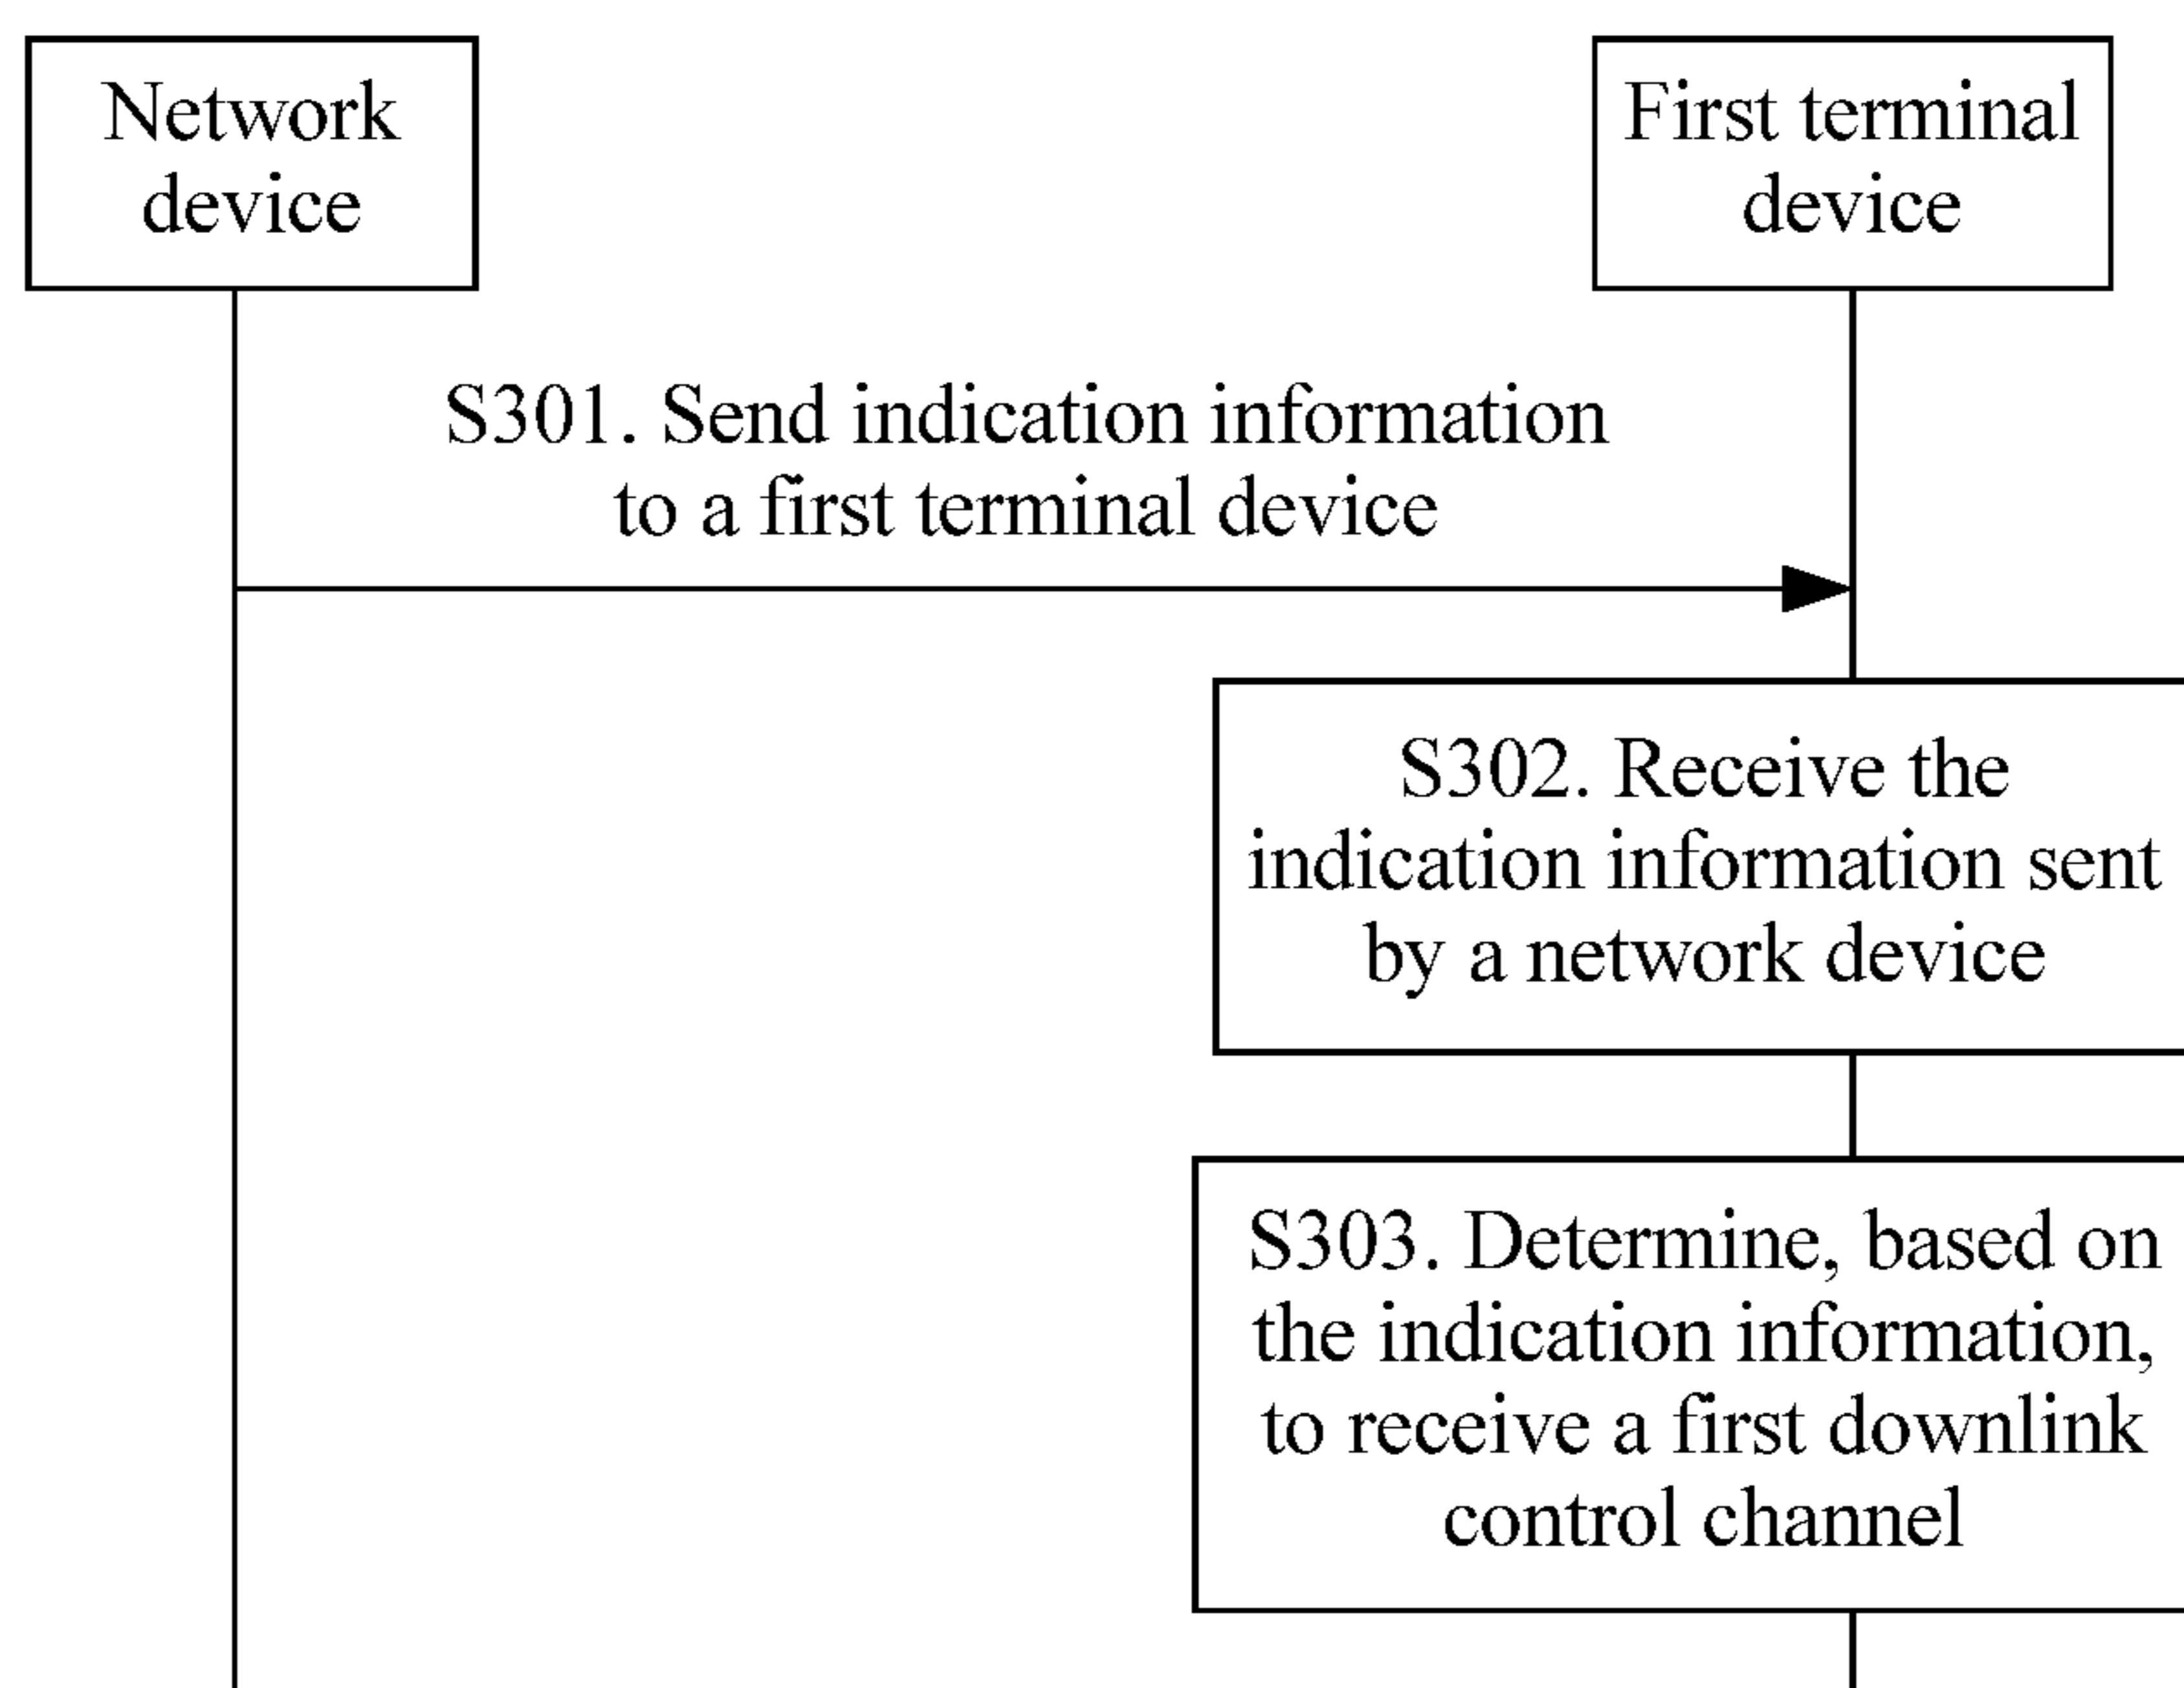 Network
device
First terminal
device
S301. Send indication information
to a first terminal device
S302. Receive the
indication information sent
by a network device
S303. Determine, based on
the indication information,
to receive a first downlink
control channel